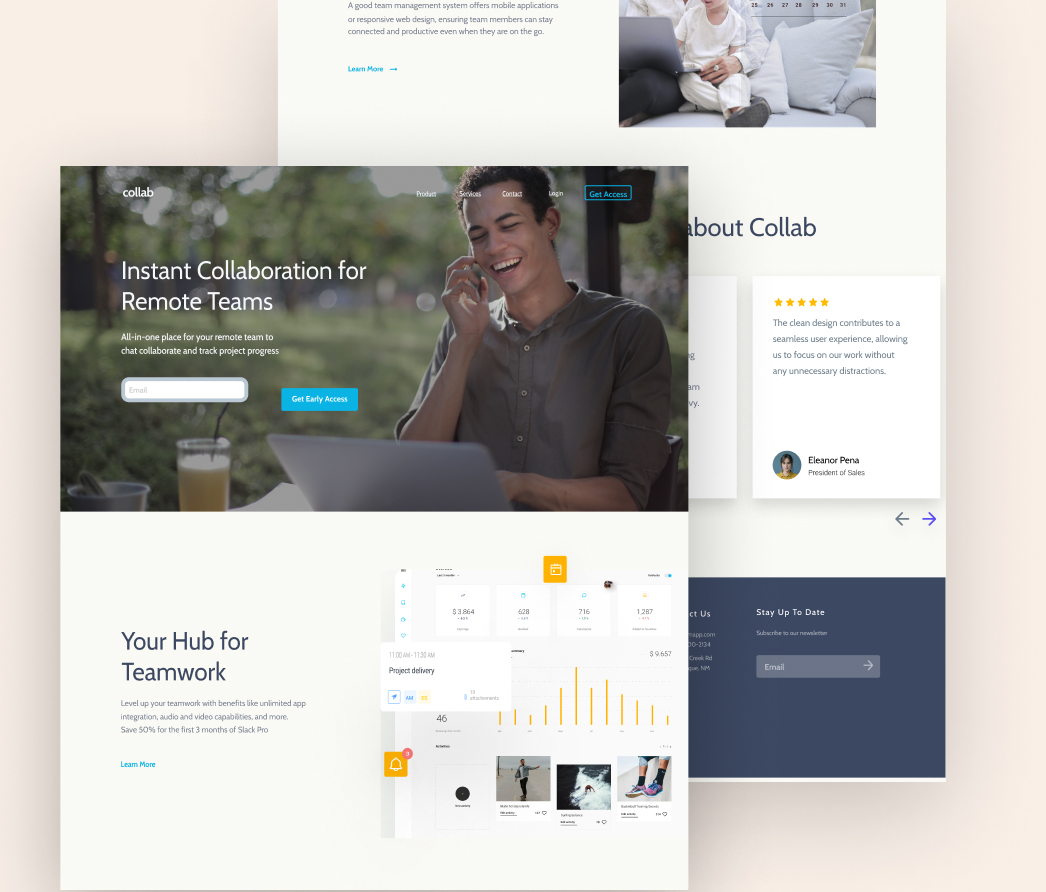 A good team management system offers mobile applications
or responsive web design, ensuring team members can stay
connected and productive even when they are on the go.
Learn More →
25 26 27 28 29 30 31
collab
Product Services Contact Login Get Access
Instant Collaboration for
Remote Teams
All-in-one place for your remote team to
chat collaborate and track project progress
Email
Get Early Access
about Collab
The clean design contributes to a
seamless user experience, allowing
us to focus on our work without
any unnecessary distractions.
Eleanor Pena
President of Sales
ct Us
Stay Up To Date
Subscribe to our newsletter
Email
Creek Rd
Your Hub for
Teamwork
Level up your teamwork with benefits like unlimited app
integration, audio and video capabilities, and more.
Save 50% for the first 3 months of Slack Pro
Learn More
$ 3.864
628
716
1,287
11:00 AM - 11:30 AM
Project delivery
AM
10
attachements
$ 9.657
46
3
Activities